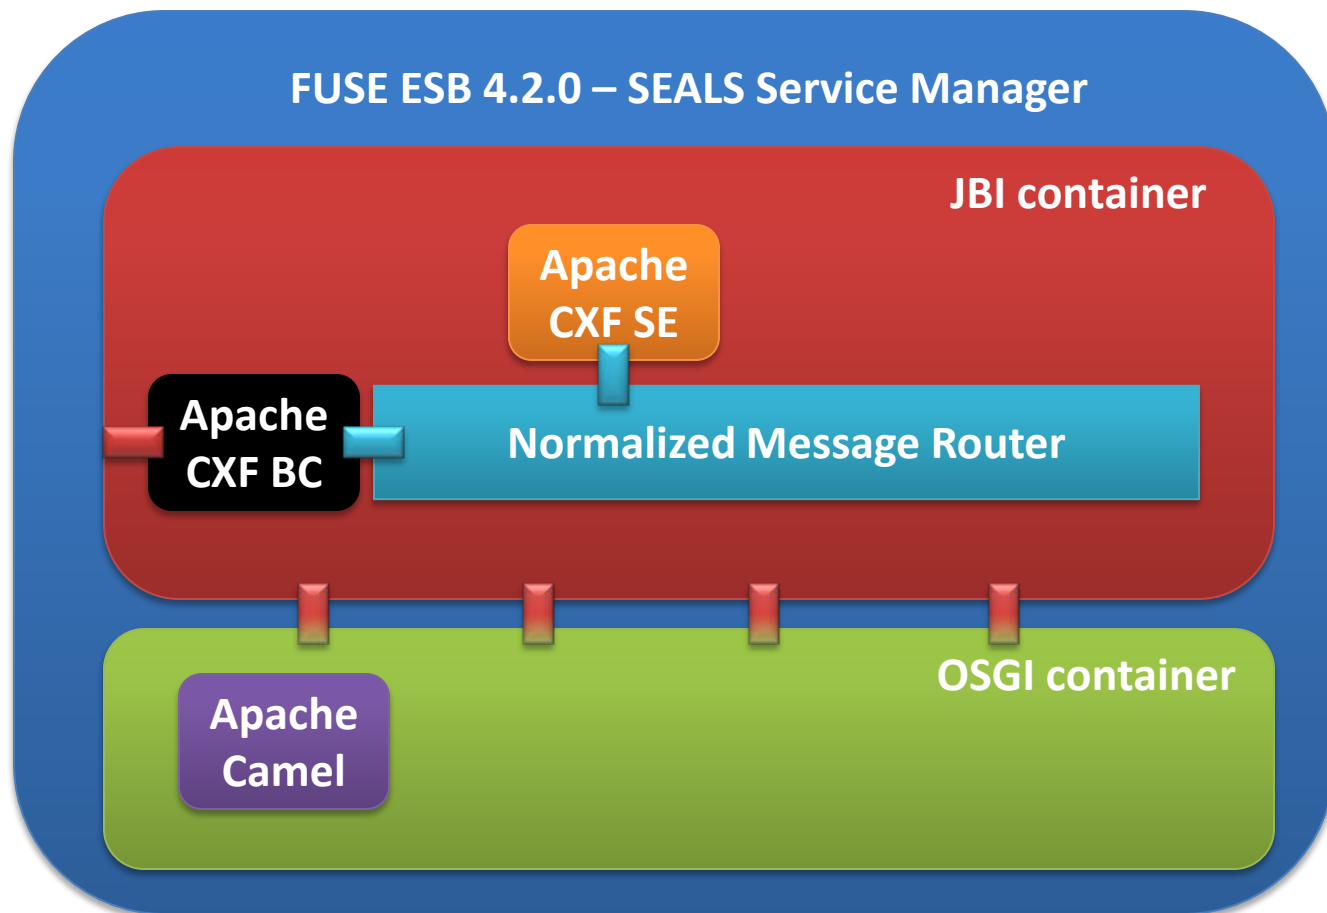 FUSE ESB 4.2.0 – SEALS Service Manager
JBI container
Apache
CXF SE
Apache
CXF BC
Normalized Message Router
OSGI container
Apache
Camel